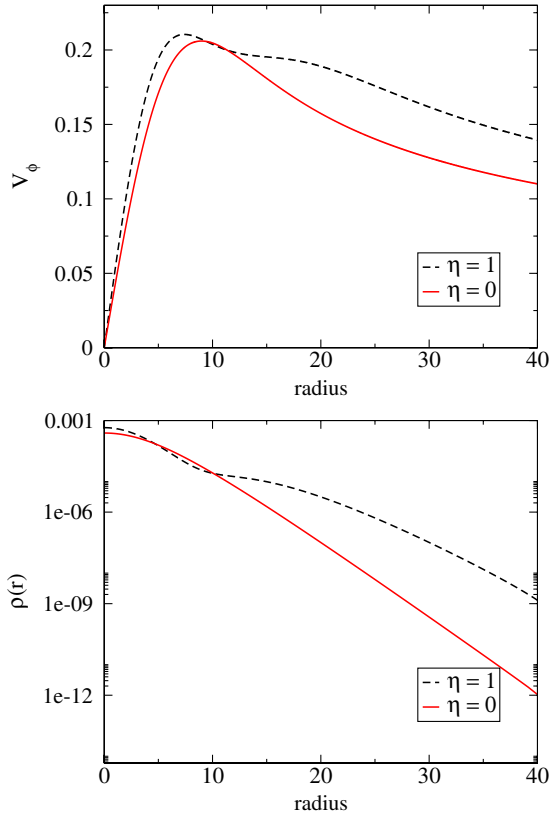 0.2
0.15
0.1
0.05
0
V_ϕ
η = 1
η = 0
0 10 20 30 40
radius
0.001
1e-06
1e-09
1e-12
ρ(r)
η = 1
η = 0
0 10 20 30 40
radius